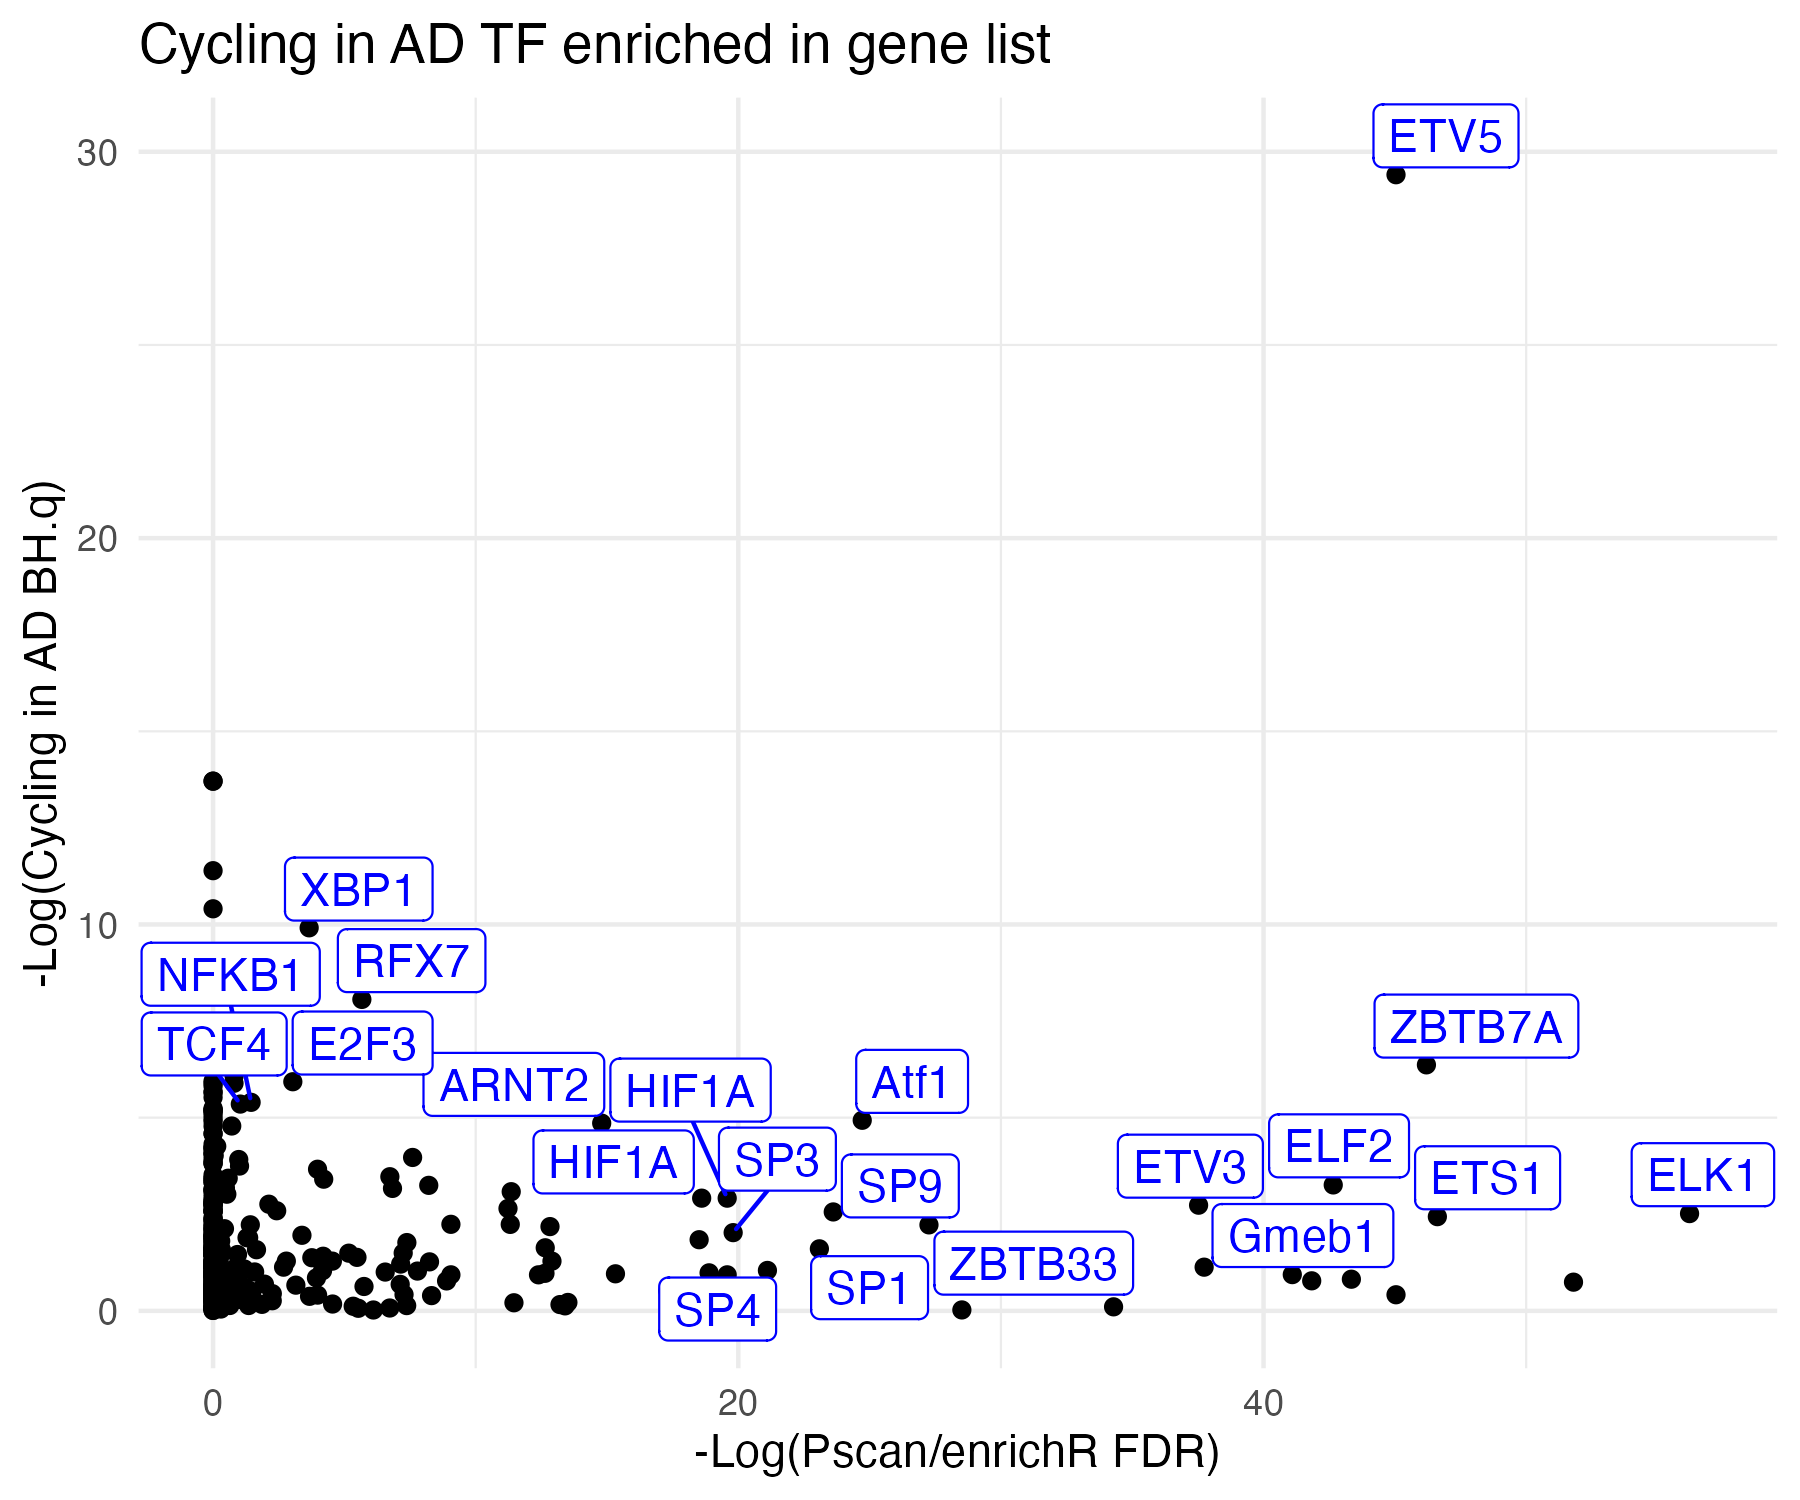 Cycling in AD TF enriched in gene list
-Log(Cycling in AD BH.q)
30
20
10
0
ETV5
XBP1
RFX7
NFKB1
TCF4
E2F3
ARNT2
HIF1A
Atf1
ZBTB7A
HIF1A
SP3
SP9
ETV3
ELF2
ETS1
ELK1
Gmeb1
ZBTB33
SP1
SP4
0
20
40
-Log(Pscan/enrichR FDR)